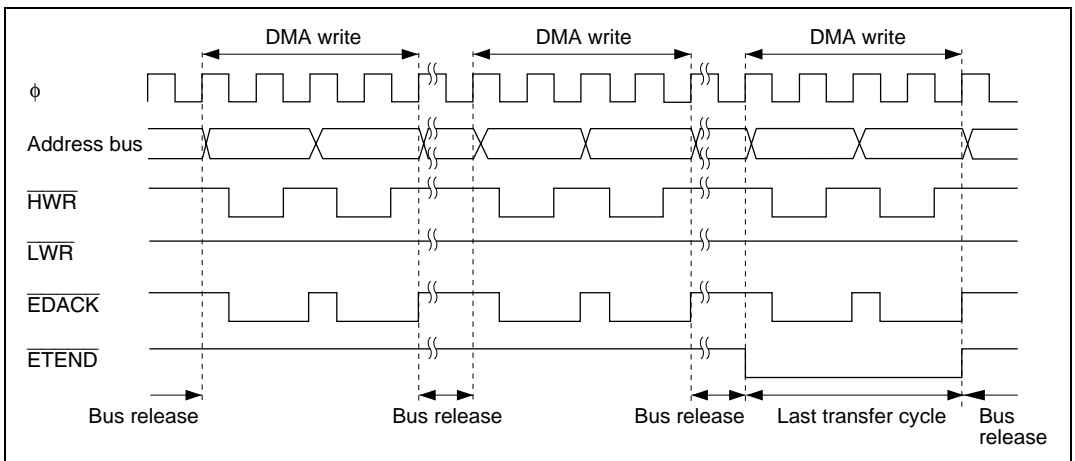 DMA write DMA write DMA write
ϕ
Address bus
HWR
LWR
EDACK
ETEND
Bus release Bus release Bus release Last transfer cycle Bus release